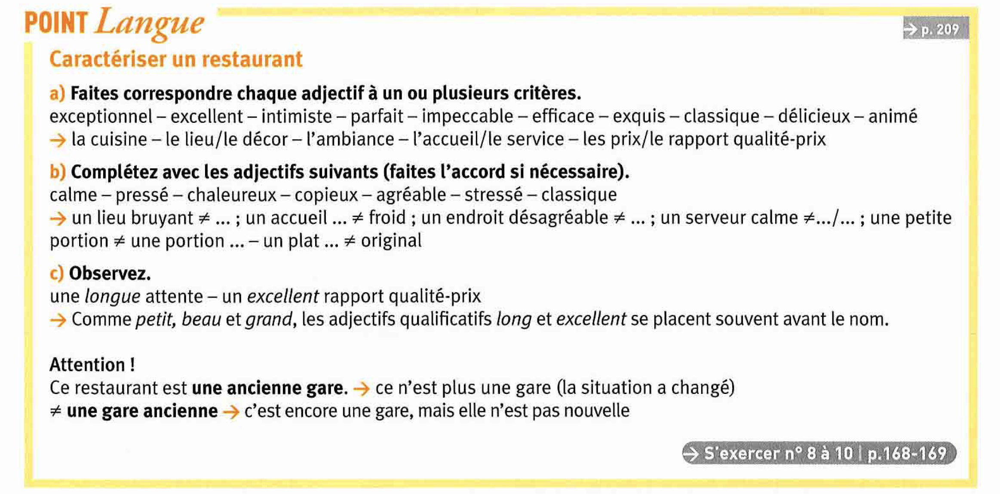 POINT Langue
→ p. 209
Caractériser un restaurant
a) Faites correspondre chaque adjectif à un ou plusieurs critères.
exceptionnel – excellent – intimiste – parfait – impeccable – efficace – exquis – classique – délicieux – animé
→ la cuisine – le lieu/le décor – l'ambiance – l'accueil/le service – les prix/le rapport qualité-prix
b) Complétez avec les adjectifs suivants (faites l'accord si nécessaire).
calme – pressé – chaleureux – copieux – agréable – stressé – classique
→ un lieu bruyant ≠ ... ; un accueil ... ≠ froid ; un endroit désagréable ≠ ... ; un serveur calme ≠.../... ; une petite
portion ≠ une portion ... – un plat ... ≠ original
c) Observez.
une longue attente – un excellent rapport qualité-prix
→ Comme petit, beau et grand, les adjectifs qualificatifs long et excellent se placent souvent avant le nom.
Attention !
Ce restaurant est une ancienne gare. → ce n'est plus une gare (la situation a changé)
≠ une gare ancienne → c'est encore une gare, mais elle n'est pas nouvelle
→ S'exercer n° 8 à 10 | p.168-169